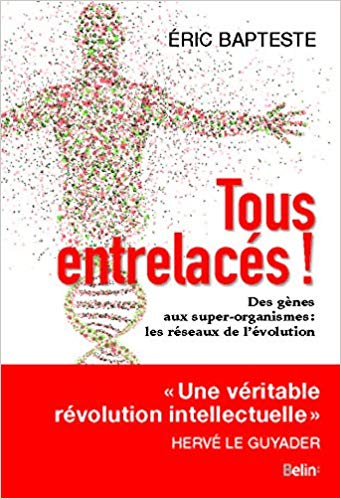 ÉRIC BAPTESTE
Tous
entrelacés !
Des gènes
aux super-organismes :
les réseaux de l'évolution
« Une véritable
révolution intellectuelle »
HERVÉ LE GUYADER
Belin: